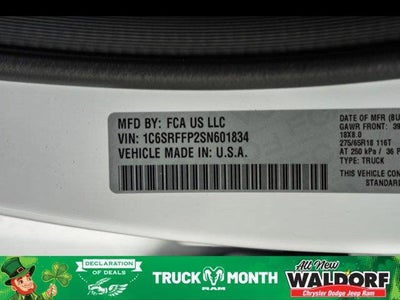 MFD BY: FCA US LLC
VIN: 1C6SRFFP2SN601834
VEHICLE MADE IN: U.S.A.
DATE OF MFR (BU
GAWR FRONT: 39
18X8.0
275/65R18 116T
AT 250 kPa / 36 P
TYPE: TRUCK
THIS VEHICLE CON
STANDARD
DECLARATION
OF DEALS
TRUCK MONTH
RAM
All New
WALDORF
Chrysler Dodge Jeep Ram